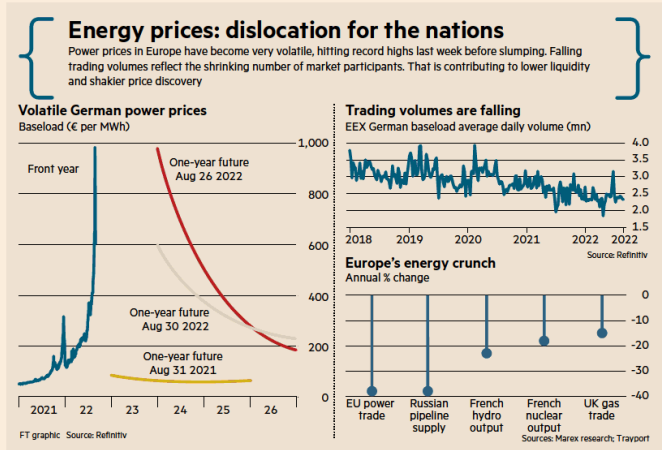 Energy prices: dislocation for the nations
Power prices in Europe have become very volatile, hitting record highs last week before slumping. Falling
trading volumes reflect the shrinking number of market participants. That is contributing to lower liquidity
and shakier price discovery
Volatile German power prices
Baseload (€ per MWh)
1,000
800
600
400
200
0
Front year
One-year future
Aug 26 2022
One-year future
Aug 30 2022
One-year future
Aug 31 2021
2021 22 23 24 25 26
FT graphic Source: Refinitiv
Trading volumes are falling
EEX German baseload average daily volume (mn)
4.0
3.5
3.0
2.5
2.0
1.5
2018 2019 2020 2021 2022 2022
Source: Refinitiv
Europe's energy crunch
Annual % change
0
-10
-20
-30
-40
EU power
trade
Russian
pipeline
supply
French
hydro
output
French
nuclear
output
UK gas
trade
Sources: Marex research; Trayport